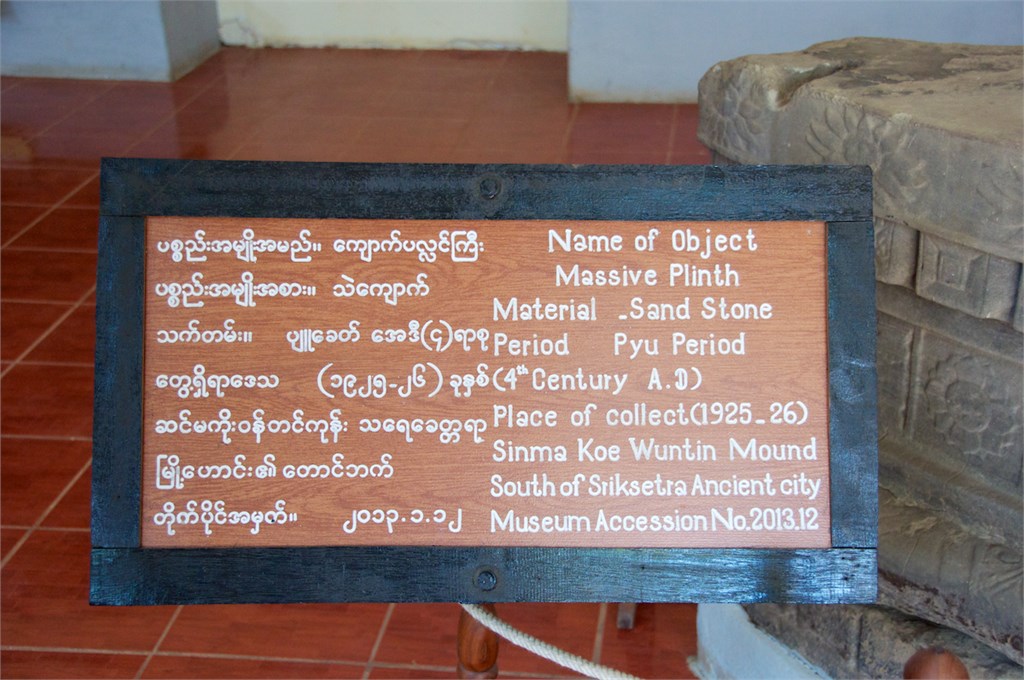 ပစ္စည်းအမျိုးအမည်။ ကျောက်ပလ္လင်ကြီး
ပစ္စည်းအမျိုးအစား။ သဲကျောက်
သက်တမ်း။ ပျူခေတ် အေဒီ(၄)ရာစု
တွေ့ရှိရာဒေသ (၁၉၂၅-၂၆) ခုနှစ်
ဆင်မကိုးဝန်တင်ကုန်း သရေခေတ္တရာ
မြို့ဟောင်း၏ တောင်ဘက်
တိုက်ပိုင်အမှဏ်။ ၂၀၁၃.၁.၁၂
Name of Object
Massive Plinth
Material -Sand Stone
Period Pyu Period
(4th Century A.D)
Place of collect(1925-26)
Sinma Koe Wuntin Mound
South of Sriksetra Ancient city
Museum Accession No.2013.12